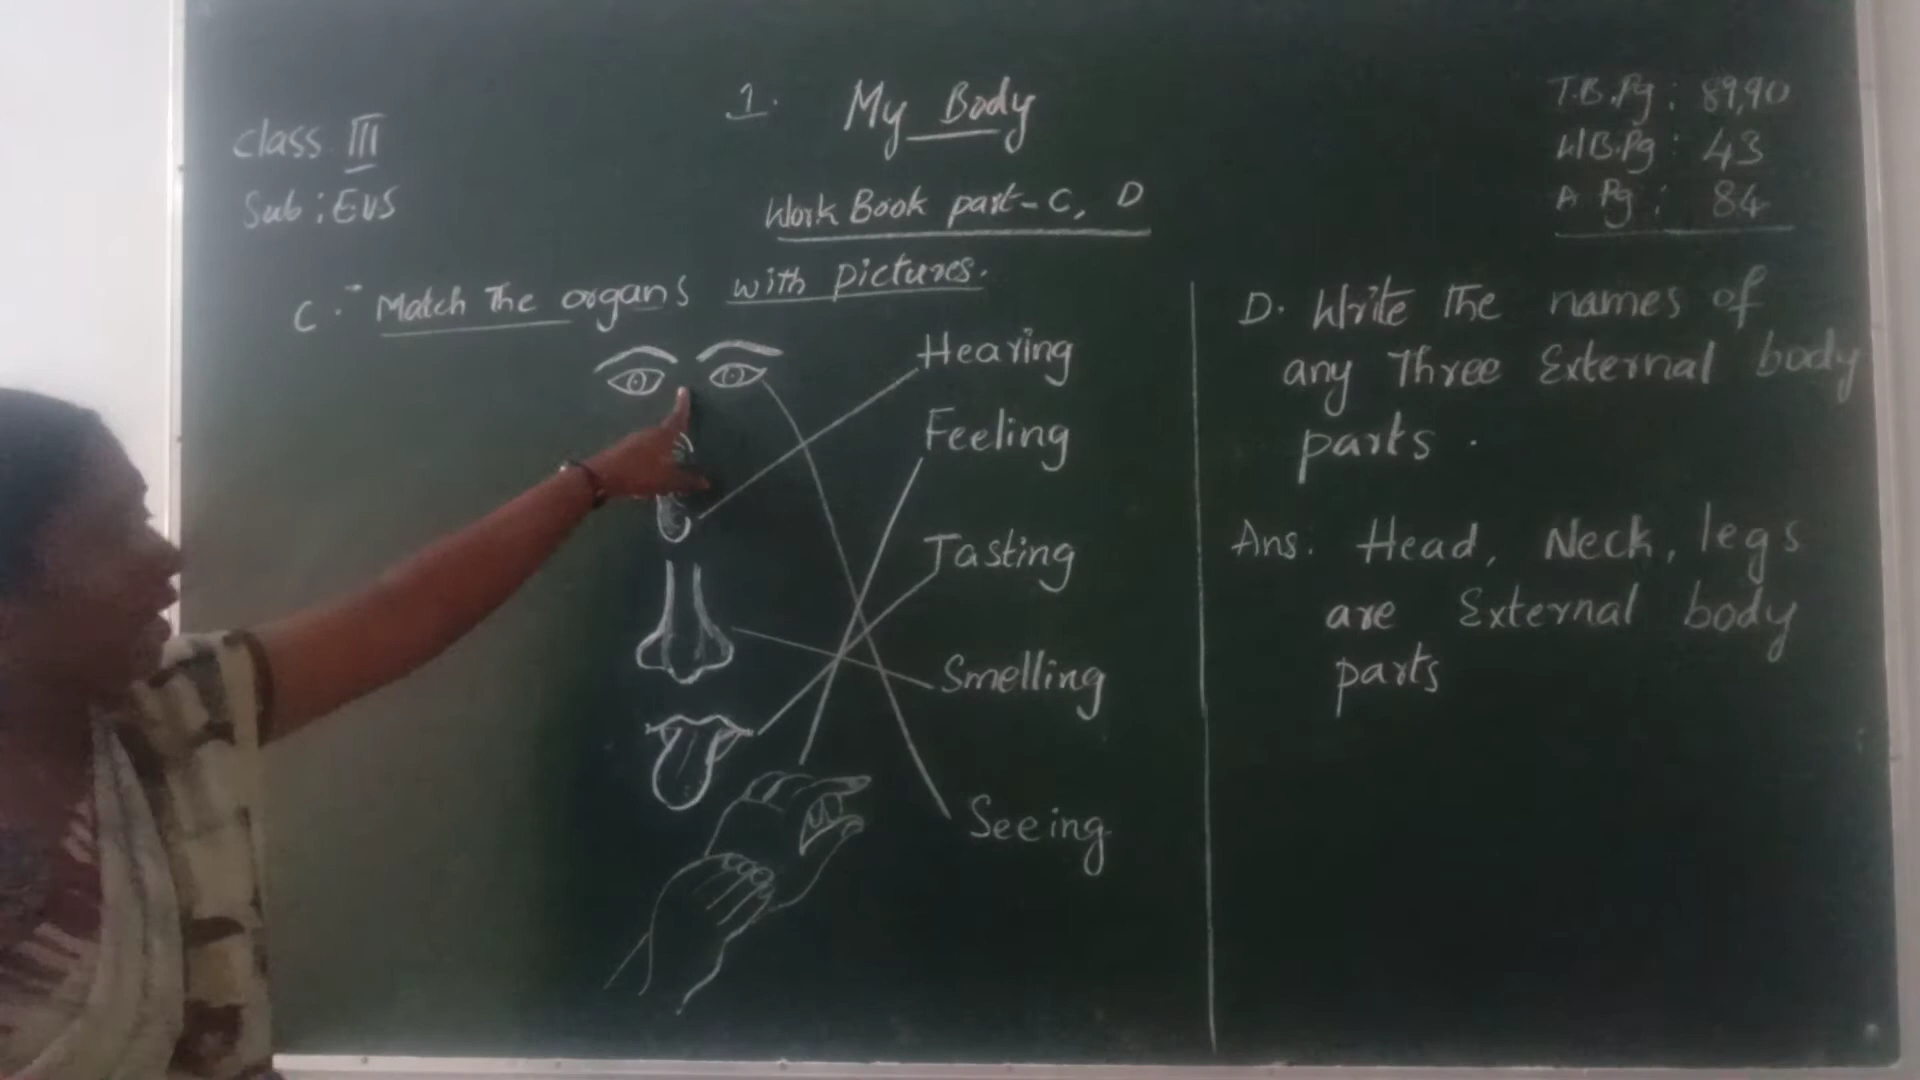 Class III
Sub : EVS
1. My Body
Work Book part - C, D
T.B.Pg : 89,90
W/B.Pg : 43
A Pg : 84
C. Match The organs with pictures.
Hearing
Feeling
Tasting
Smelling
Seeing
D. Write The names of
any Three External body
parts.
Ans. Head, Neck, legs
are External body
parts